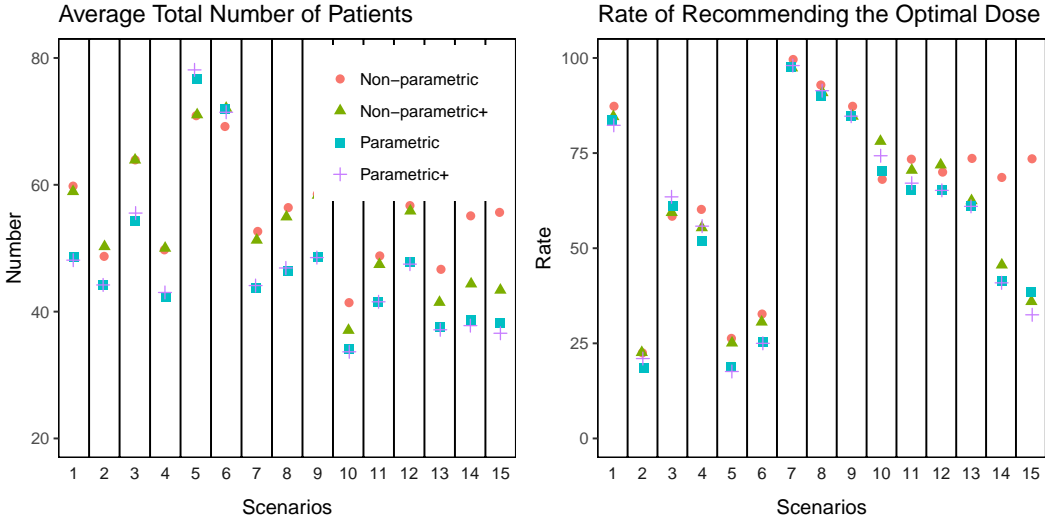 Average Total Number of Patients
Number
80
60
40
20
Non−parametric
Non−parametric+
Parametric
Parametric+
1 2 3 4 5 6 7 8 9 10 11 12 13 14 15
Scenarios
Rate of Recommending the Optimal Dose
Rate
100
75
50
25
0
1 2 3 4 5 6 7 8 9 10 11 12 13 14 15
Scenarios